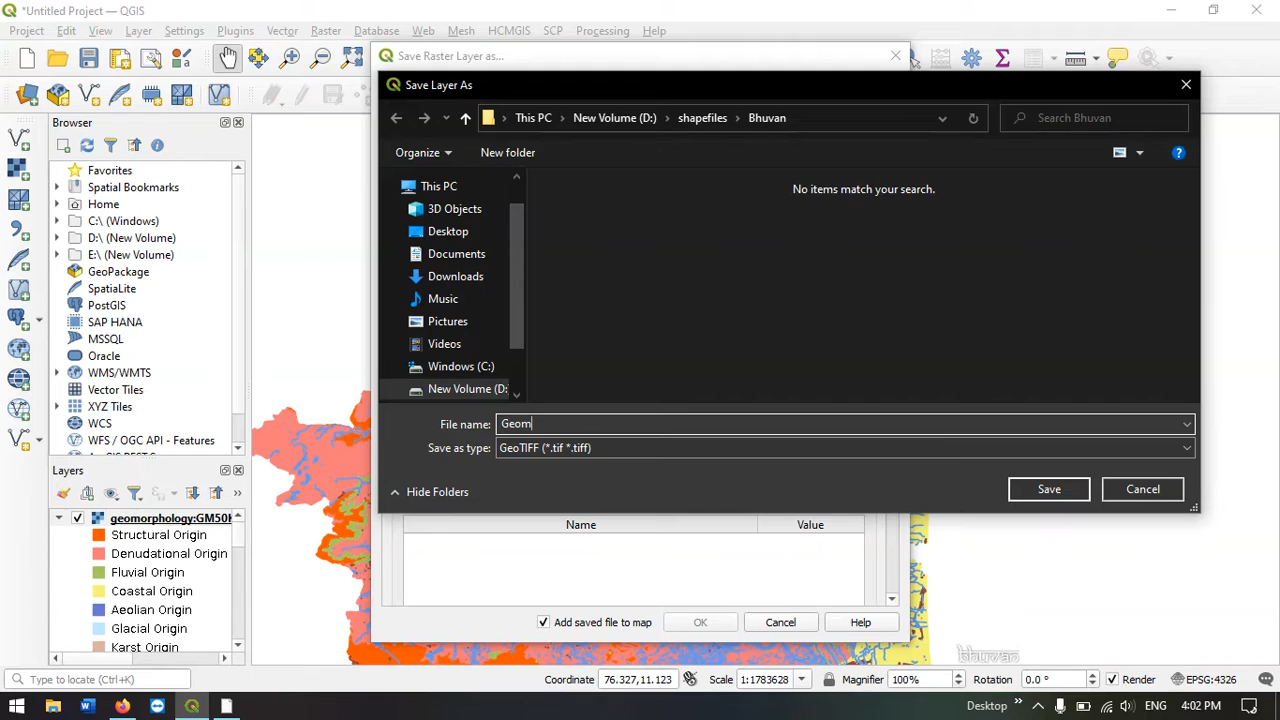 *Untitled Project — QGIS
Project Edit View Layer Settings Plugins Vector Raster Database Web Mesh HCMGIS SCP Processing Help
Save Raster Layer as...
Save Layer As
This PC > New Volume (D:) > shapefiles > Bhuvan
Search Bhuvan
Organize
New folder
No items match your search.
This PC
3D Objects
Desktop
Documents
Downloads
Music
Pictures
Videos
Windows (C:)
New Volume (D:
File name: Geom
Save as type: GeoTIFF (*.tif *.tiff)
Hide Folders
Save
Cancel
Name
Value
Add saved file to map
OK
Cancel
Help
Browser
Favorites
Spatial Bookmarks
Home
C:\ (Windows)
D:\ (New Volume)
E:\ (New Volume)
GeoPackage
SpatiaLite
PostGIS
SAP HANA
MSSQL
Oracle
WMS/WMTS
Vector Tiles
XYZ Tiles
WCS
WFS / OGC API - Features
Layers
geomorphology:GM50
Structural Origin
Denudational Origin
Fluvial Origin
Coastal Origin
Aeolian Origin
Glacial Origin
Karst Origin
bhuvan
Type to locate (Ctrl+K)
Coordinate 76.327,11.123 Scale 1:1783628 Magnifier 100% Rotation 0.0 ° Render EPSG:4326
Desktop » ENG 4:02 PM